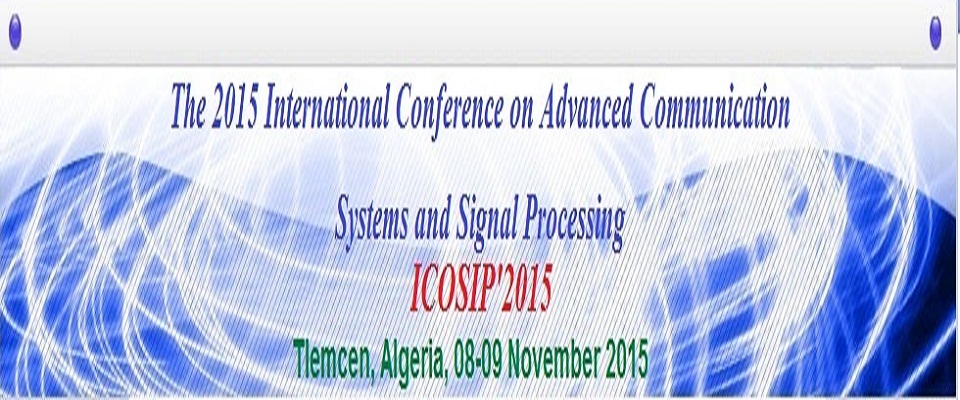 The 2015 International Conference on Advanced Communication
Systems and Signal Processing
ICOSIP'2015
Tlemcen, Algeria, 08-09 November 2015